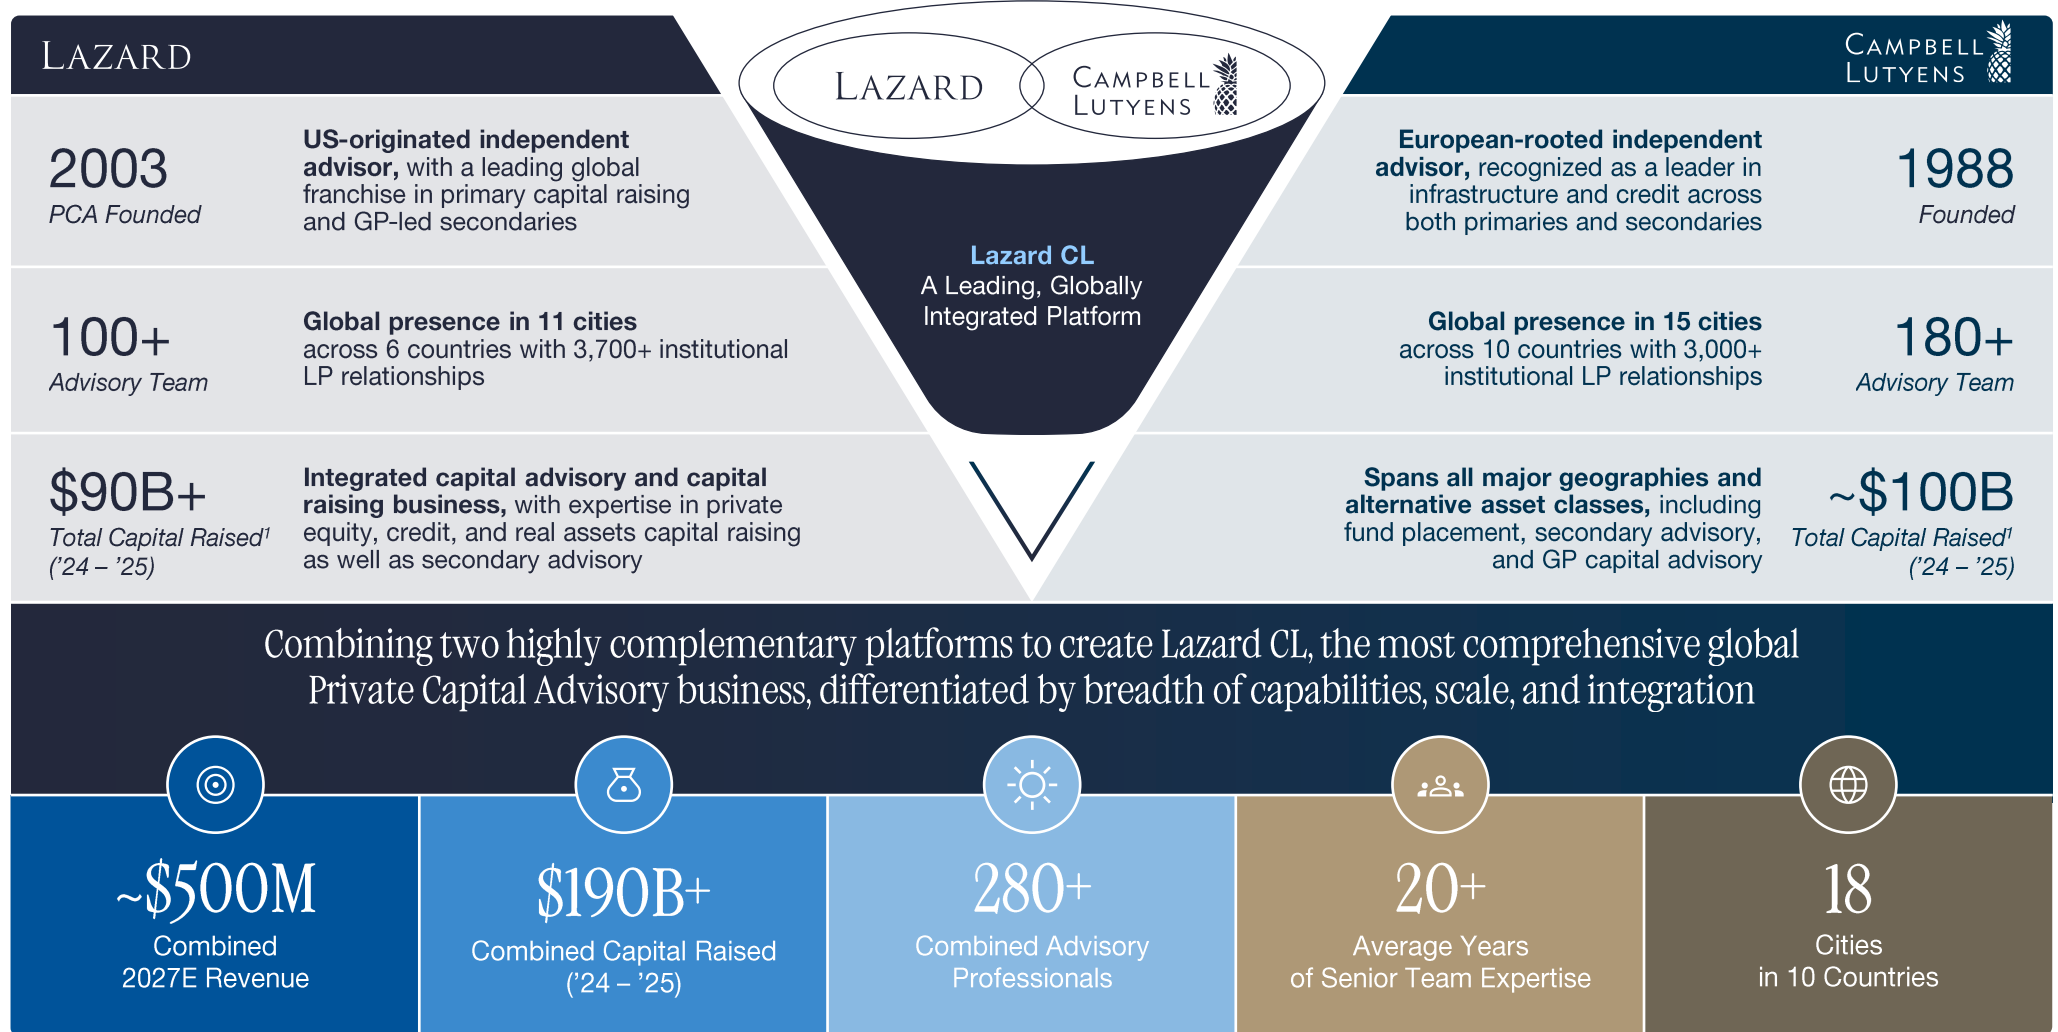 LAZARD
2003
PCA Founded
US-originated independent
advisor, with a leading global
franchise in primary capital raising
and GP-led secondaries
100+
Advisory Team
Global presence in 11 cities
across 6 countries with 3,700+ institutional
LP relationships
$90B+
Total Capital Raised¹
(’24 – ’25)
Integrated capital advisory and capital
raising business, with expertise in private
equity, credit, and real assets capital raising
as well as secondary advisory
LAZARD
CAMPBELL
LUTYENS
Lazard CL
A Leading, Globally
Integrated Platform
CAMPBELL
LUTYENS
European-rooted independent
advisor, recognized as a leader in
infrastructure and credit across
both primaries and secondaries
1988
Founded
Global presence in 15 cities
across 10 countries with 3,000+
institutional LP relationships
180+
Advisory Team
Spans all major geographies and
alternative asset classes, including
fund placement, secondary advisory,
and GP capital advisory
~$100B
Total Capital Raised¹
(’24 – ’25)
Combining two highly complementary platforms to create Lazard CL, the most comprehensive global
Private Capital Advisory business, differentiated by breadth of capabilities, scale, and integration
~$500M
Combined
2027E Revenue
$190B+
Combined Capital Raised
(’24 – ’25)
280+
Combined Advisory
Professionals
20+
Average Years
of Senior Team Expertise
18
Cities
in 10 Countries